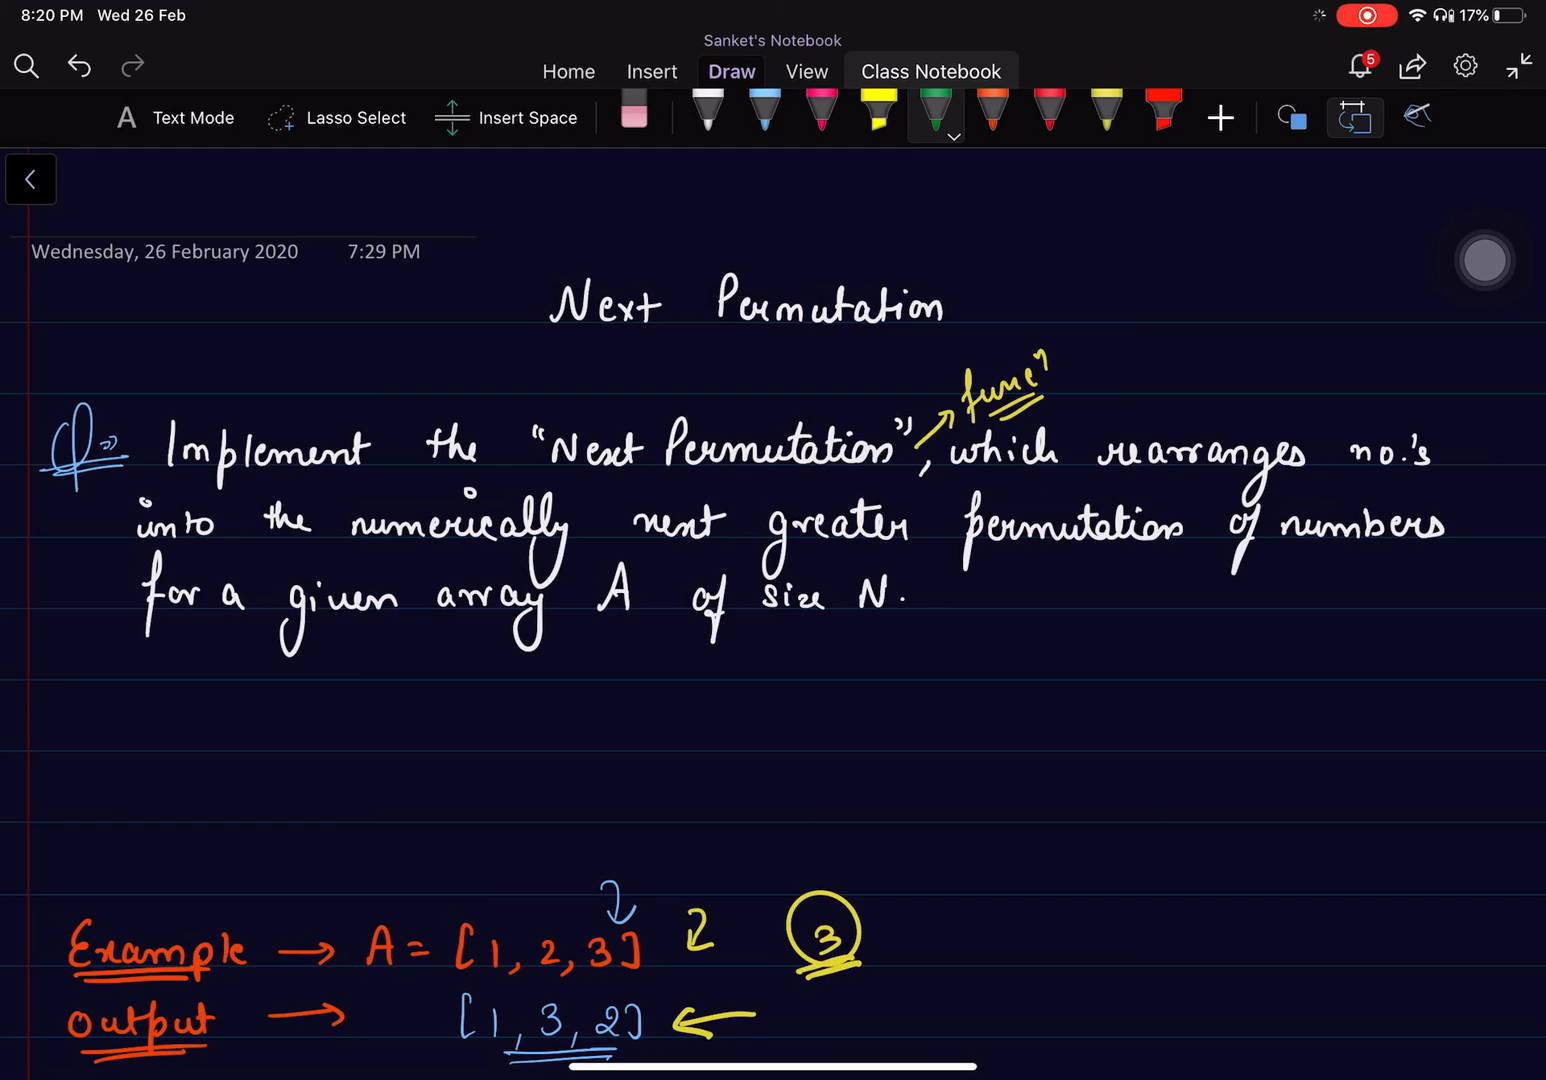 8:20 PM Wed 26 Feb
17%
Sanket's Notebook
Home Insert Draw View Class Notebook
5
Text Mode Lasso Select Insert Space
Wednesday, 26 February 2020 7:29 PM
Next Permutation
funcⁿ
Q⇒ Implement the "Next Permutation", which rearranges no.'s
into the numerically next greater permutation of numbers
for a given array A of size N.
Example → A = [1, 2, 3] 3
Output → [1, 3, 2] ←